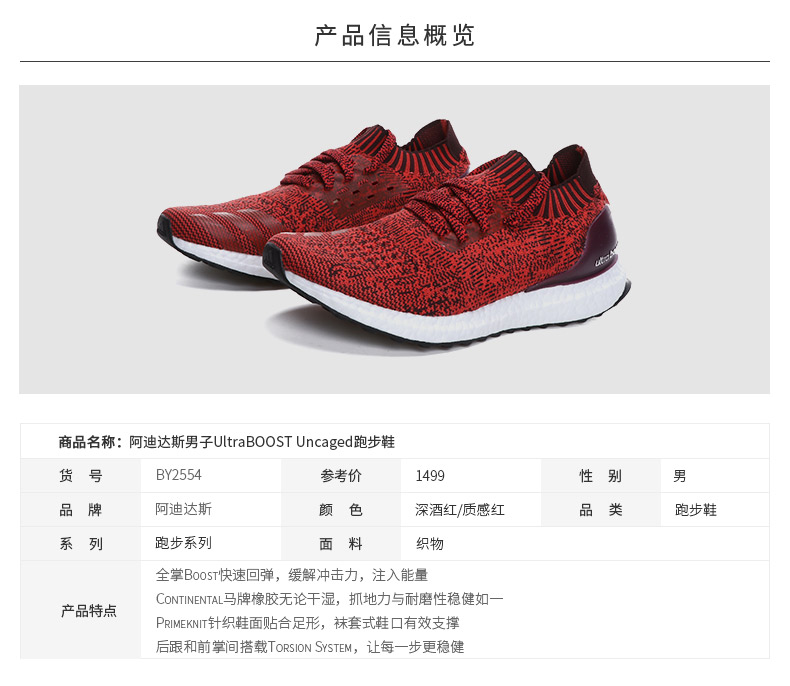 产品信息概览
ultra
商品名称：阿迪达斯男子UltraBOOST Uncaged跑步鞋
货 号 BY2554 参考价 1499 性 别 男
品 牌 阿迪达斯 颜 色 深酒红/质感红 品 类 跑步鞋
系 列 跑步系列 面 料 织物
产品特点
全掌BOOST快速回弹，缓解冲击力，注入能量
CONTINENTAL马牌橡胶无论干湿，抓地力与耐磨性稳健如一
PRIMEKNIT针织鞋面贴合足形，袜套式鞋口有效支撑
后跟和前掌间搭载TORSION SYSTEM，让每一步更稳健